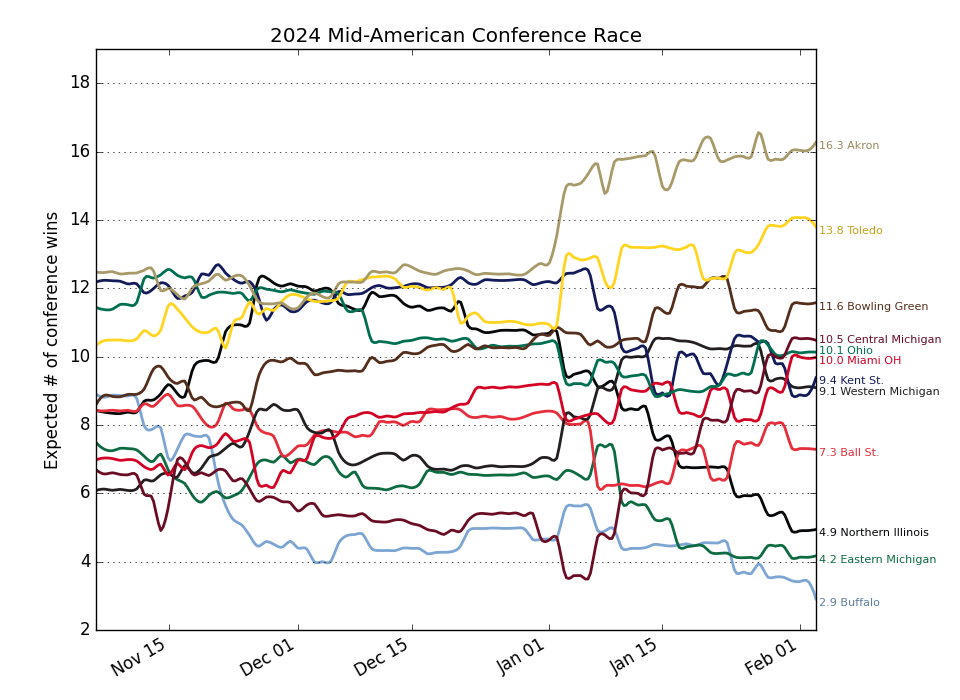 2024 Mid-American Conference Race
Expected # of conference wins
18
16
14
12
10
8
6
4
2
16.3 Akron
13.8 Toledo
11.6 Bowling Green
10.5 Central Michigan
10.1 Ohio
10.0 Miami OH
9.4 Kent St.
9.1 Western Michigan
7.3 Ball St.
4.9 Northern Illinois
4.2 Eastern Michigan
2.9 Buffalo
Nov 15
Dec 01
Dec 15
Jan 01
Jan 15
Feb 01